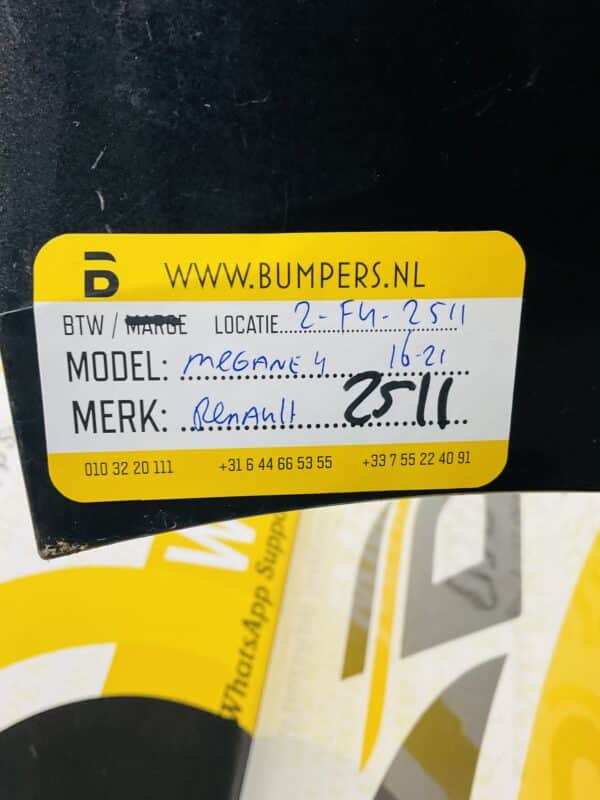 WWW.BUMPERS.NL
BTW / MARGE LOCATIE 2-F4-2511
MODEL: MEGANE 4 16-21
MERK: RENAULT 2511
010 32 20 111 +31 6 44 66 53 55 +33 7 55 22 40 91
WhatsApp Suppo